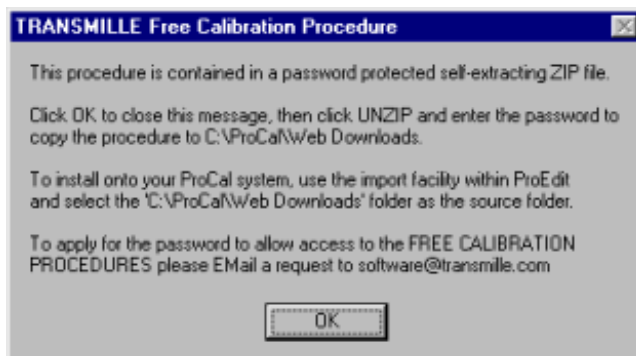 TRANSMILLE Free Calibration Procedure
This procedure is contained in a password protected self-extracting ZIP file.
Click OK to close this message, then click UNZIP and enter the password to
copy the procedure to C:\ProCal\Web Downloads.
To install onto your ProCal system, use the import facility within ProEdit
and select the 'C:\ProCal\Web Downloads' folder as the source folder.
To apply for the password to allow access to the FREE CALIBRATION
PROCEDURES please EMail a request to software@transmille.com
OK